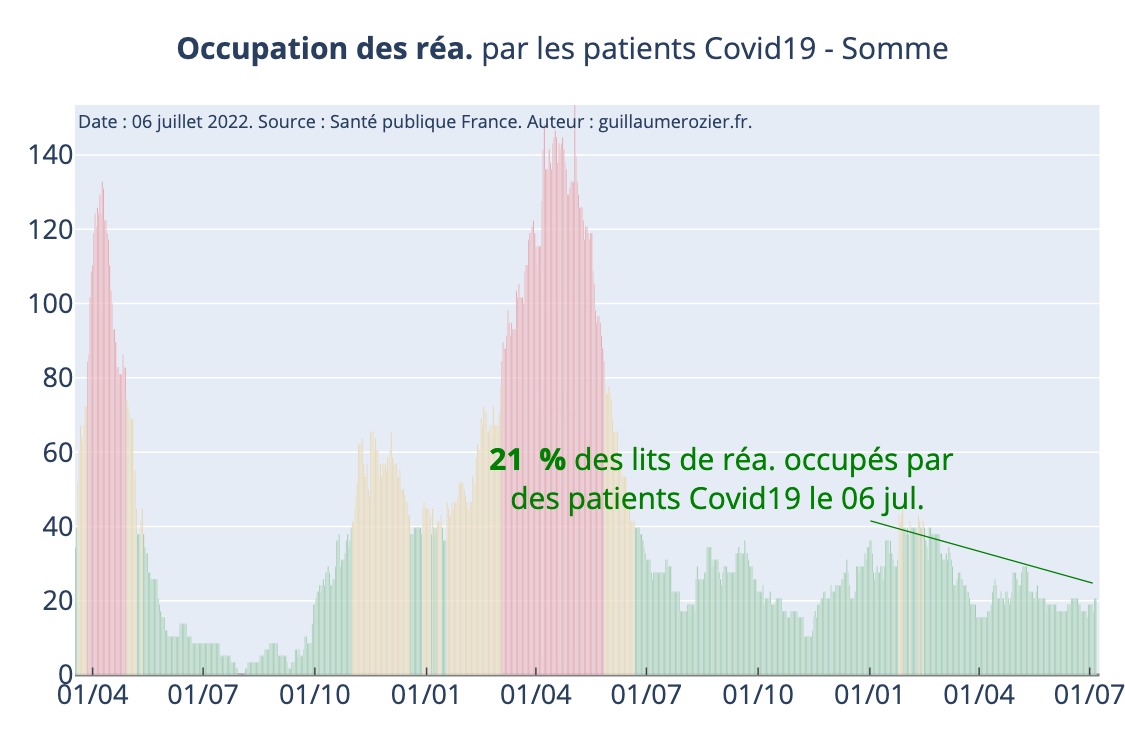 Occupation des réa. par les patients Covid19 - Somme
Date : 06 juillet 2022. Source : Santé publique France. Auteur : guillaumerozier.fr.
140
120
100
80
60
40
20
0
21 % des lits de réa. occupés par
des patients Covid19 le 06 jul.
01/04 01/07 01/10 01/01 01/04 01/07 01/10 01/01 01/04 01/07